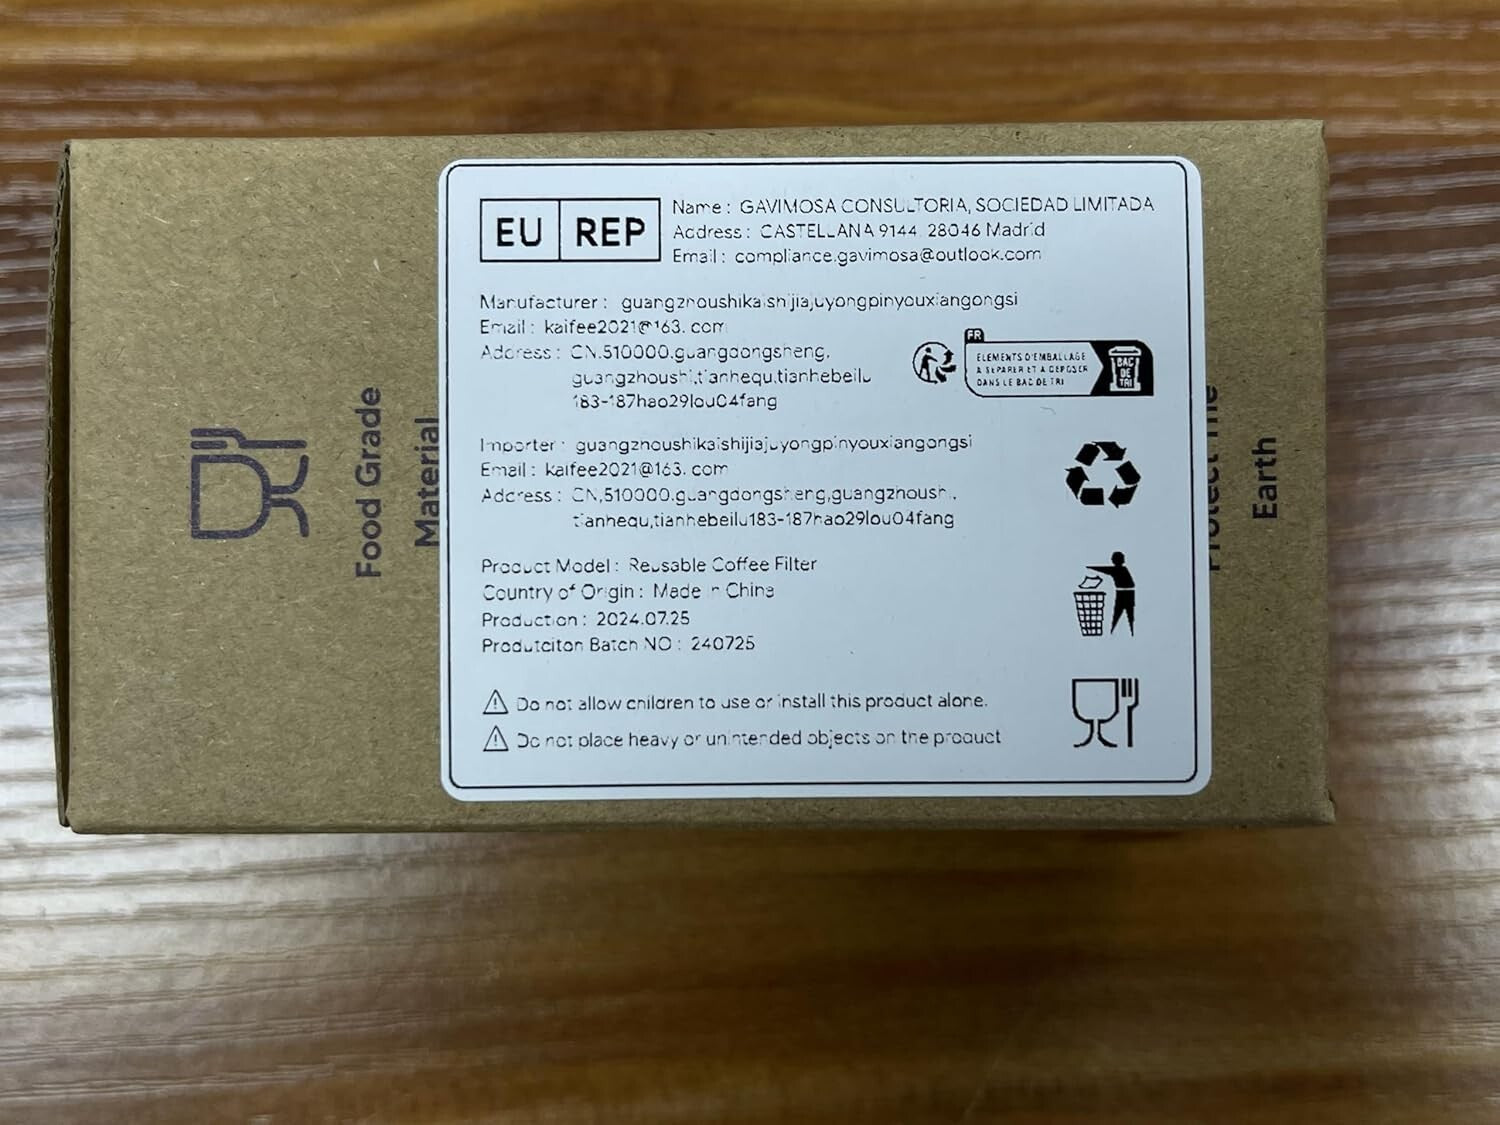 EU REP
Name: GAVIMOSA CONSULTORIA, SOCIEDAD LIMITADA
Address: CASTELLANA 9144, 28046 Madrid
Email: compliance.gavimosa@outlook.com
Manufacturer: guangzhoushikaishijiajuyongpinyouxiangongsi
Email: kaifee2021@163. com
Address: CN,510000,guangdongsheng,
guangzhoushi,tianhequ,tianhebeilu
183-187hao29lou04fang
FR
ELEMENTS D'EMBALLAGE
A SEPARER ET A DEPOSER
DANS LE BAC DE TRI
BAC
DE
TRI
Importer: guangzhoushikaishijiajuyongpinyouxiangongsi
Email: kaifee2021@163. com
Address: CN,510000,guangdongsheng,guangzhoushi,
tianhequ,tianhebeilu183-187hao29lou04fang
Product Model: Reusable Coffee Filter
Country of Origin: Made in China
Production: 2024.07.25
Produtciton Batch NO: 240725
Do not allow children to use or install this product alone.
Do not place heavy or unintended objects on the product
Food Grade
Material
Protect The
Earth